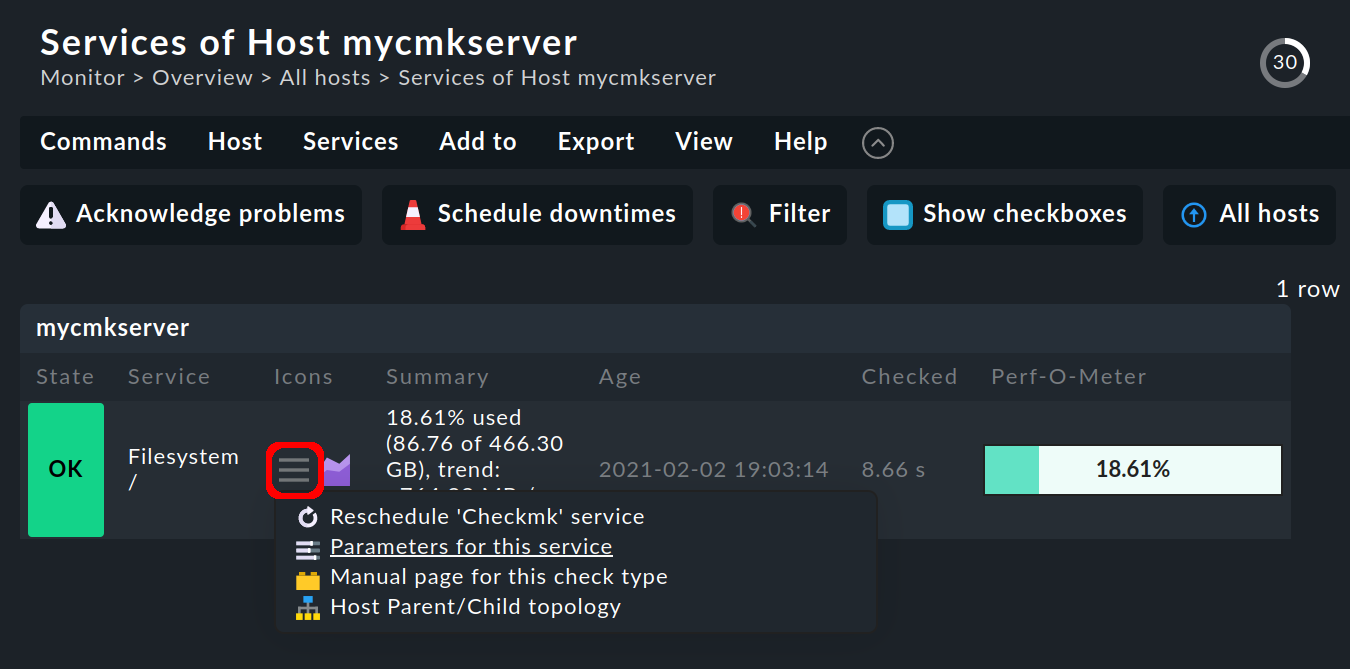 Services of Host mycmkserver
Monitor > Overview > All hosts > Services of Host mycmkserver
30
Commands Host Services Add to Export View Help
Acknowledge problems Schedule downtimes Filter Show checkboxes All hosts
1 row
mycmkserver
State Service Icons Summary Age Checked Perf-O-Meter
OK
Filesystem
/
18.61% used
(86.76 of 466.30
GB), trend:
2021-02-02 19:03:14
8.66 s
18.61%
Reschedule 'Checkmk' service
Parameters for this service
Manual page for this check type
Host Parent/Child topology